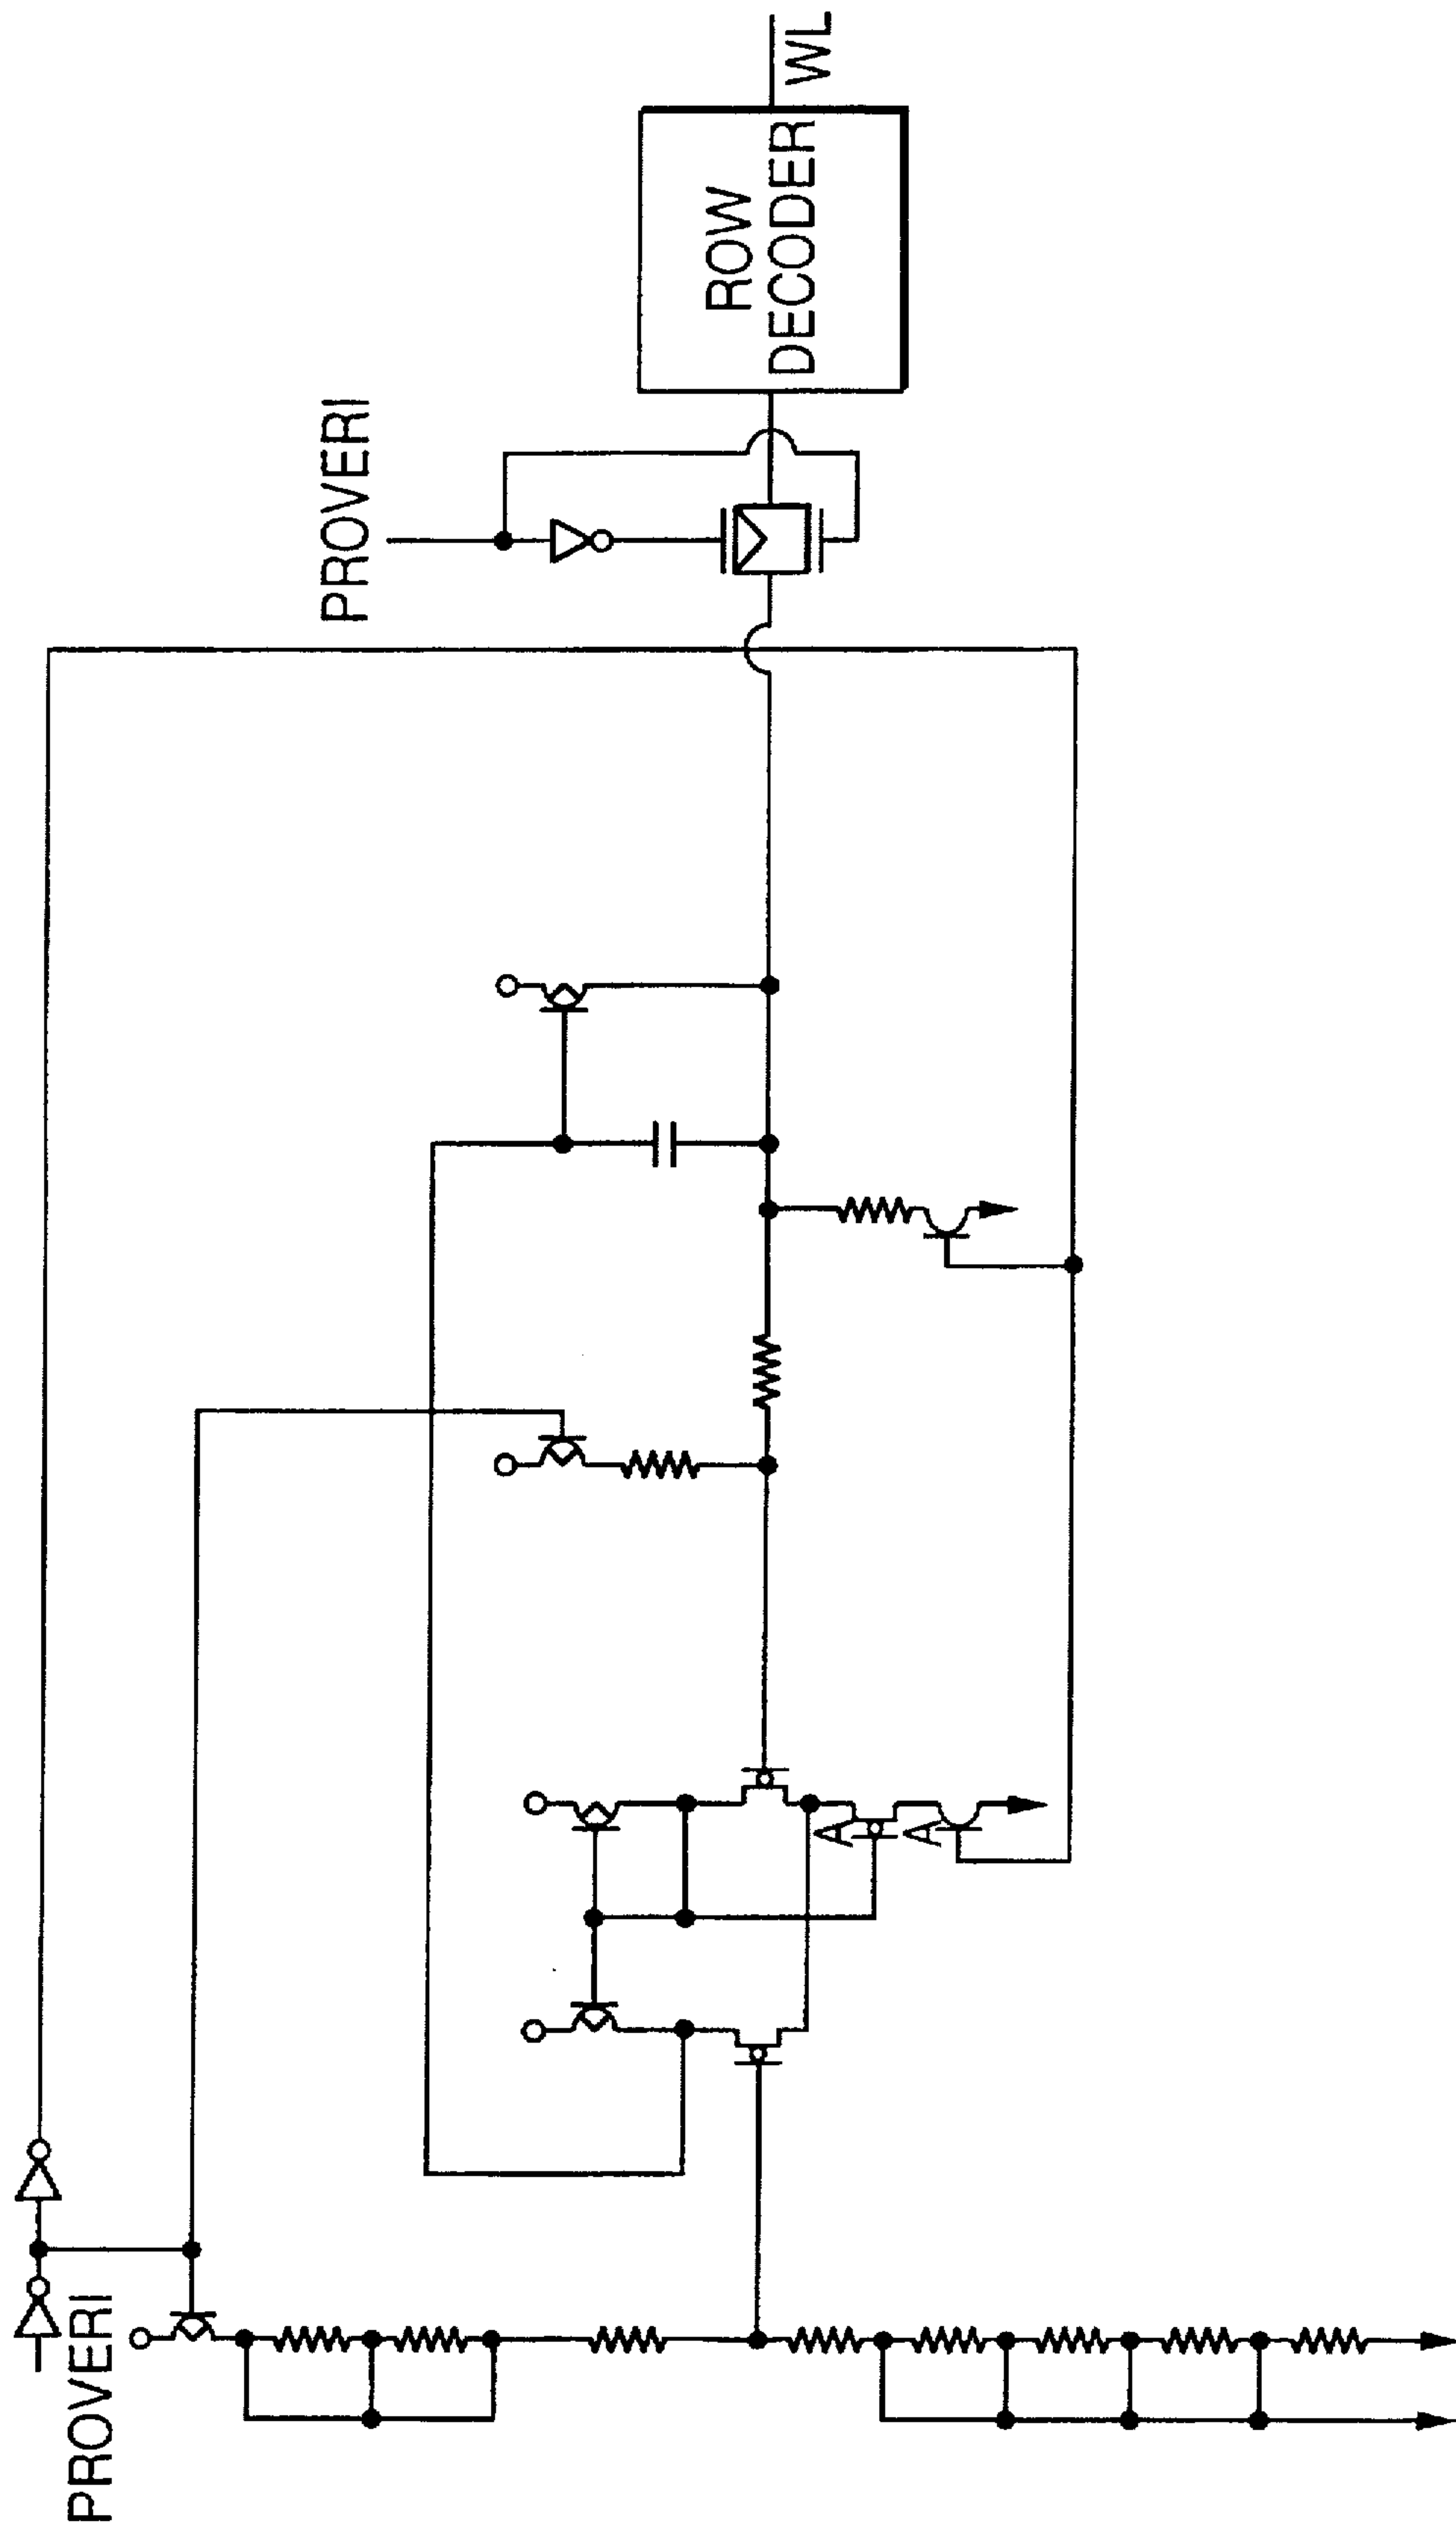 PROVERI
PROVERI
A
A
ROW
DECODER
WL